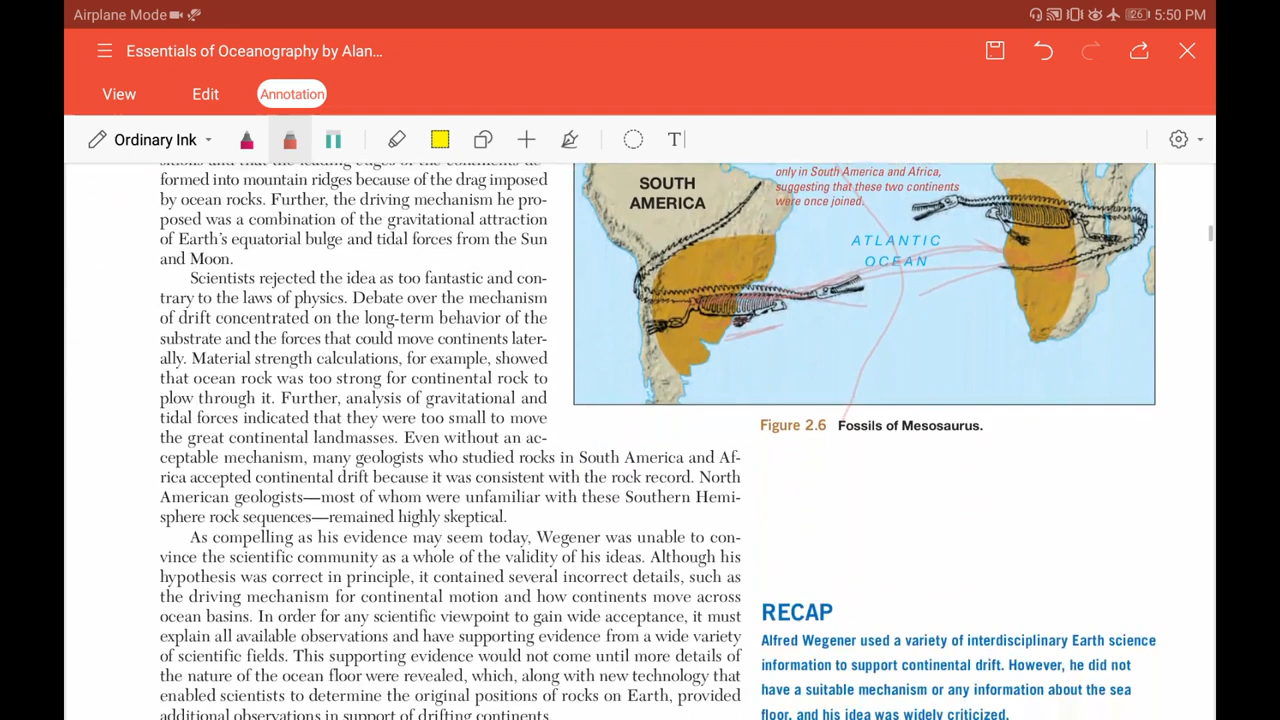 Airplane Mode
26 5:50 PM
Essentials of Oceanography by Alan...
View Edit Annotation
Ordinary Ink T
sitions and that the leading edges of the continents de-
formed into mountain ridges because of the drag imposed
by ocean rocks. Further, the driving mechanism he pro-
posed was a combination of the gravitational attraction
of Earth's equatorial bulge and tidal forces from the Sun
and Moon.
Scientists rejected the idea as too fantastic and con-
trary to the laws of physics. Debate over the mechanism
of drift concentrated on the long-term behavior of the
substrate and the forces that could move continents later-
ally. Material strength calculations, for example, showed
that ocean rock was too strong for continental rock to
plow through it. Further, analysis of gravitational and
tidal forces indicated that they were too small to move
the great continental landmasses. Even without an ac-
ceptable mechanism, many geologists who studied rocks in South America and Af-
rica accepted continental drift because it was consistent with the rock record. North
American geologists—most of whom were unfamiliar with these Southern Hemi-
sphere rock sequences—remained highly skeptical.
As compelling as his evidence may seem today, Wegener was unable to con-
vince the scientific community as a whole of the validity of his ideas. Although his
hypothesis was correct in principle, it contained several incorrect details, such as
the driving mechanism for continental motion and how continents move across
ocean basins. In order for any scientific viewpoint to gain wide acceptance, it must
explain all available observations and have supporting evidence from a wide variety
of scientific fields. This supporting evidence would not come until more details of
the nature of the ocean floor were revealed, which, along with new technology that
enabled scientists to determine the original positions of rocks on Earth, provided
additional observations in support of drifting continents.
SOUTH
AMERICA
only in South America and Africa,
suggesting that these two continents
were once joined.
ATLANTIC
OCEAN
Figure 2.6 Fossils of Mesosaurus.
RECAP
Alfred Wegener used a variety of interdisciplinary Earth science
information to support continental drift. However, he did not
have a suitable mechanism or any information about the sea
floor, and his idea was widely criticized.